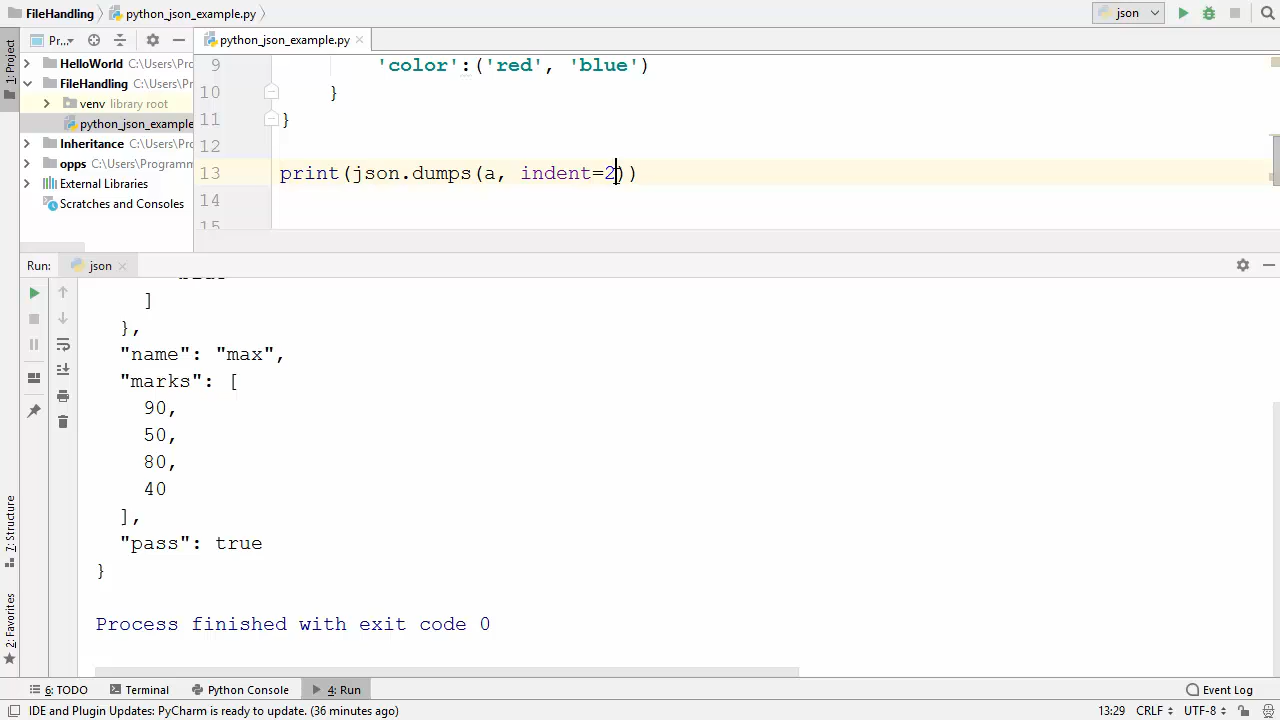 FileHandling python_json_example.py json
1: Project
Pr... python_json_example.py
HelloWorld C:\Users\Pro
FileHandling C:\Users\Pr
venv library root
python_json_example
Inheritance C:\Users\Pro
opps C:\Users\Programm
External Libraries
Scratches and Consoles
9 'color':('red', 'blue')
10 }
11 }
12
13 print(json.dumps(a, indent=2))
14
15
Run: json
]
},
"name": "max",
"marks": [
90,
50,
80,
40
],
"pass": true
}
Process finished with exit code 0
7: Structure
2: Favorites
6: TODO Terminal Python Console 4: Run Event Log
IDE and Plugin Updates: PyCharm is ready to update. (36 minutes ago) 13:29 CRLF UTF-8